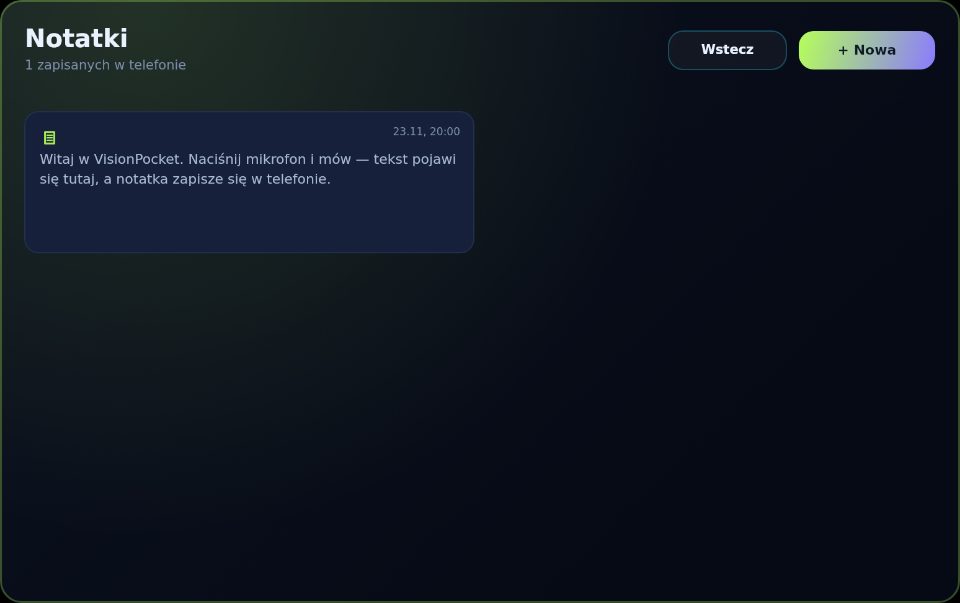 Notatki
1 zapisanych w telefonie
Wstecz
+ Nowa
23.11, 20:00
Witaj w VisionPocket. Naciśnij mikrofon i mów — tekst pojawi
się tutaj, a notatka zapisze się w telefonie.